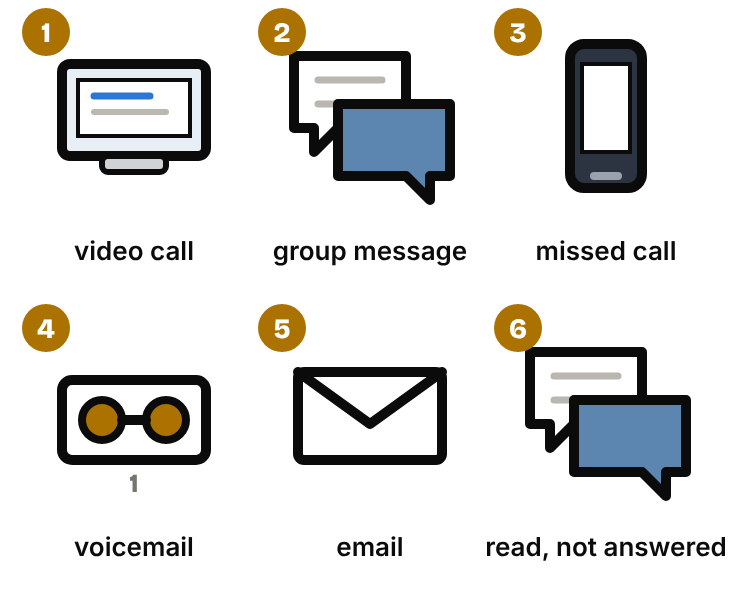 1
2
3
video call
group message
missed call
4
5
6
1
voicemail
email
read, not answered